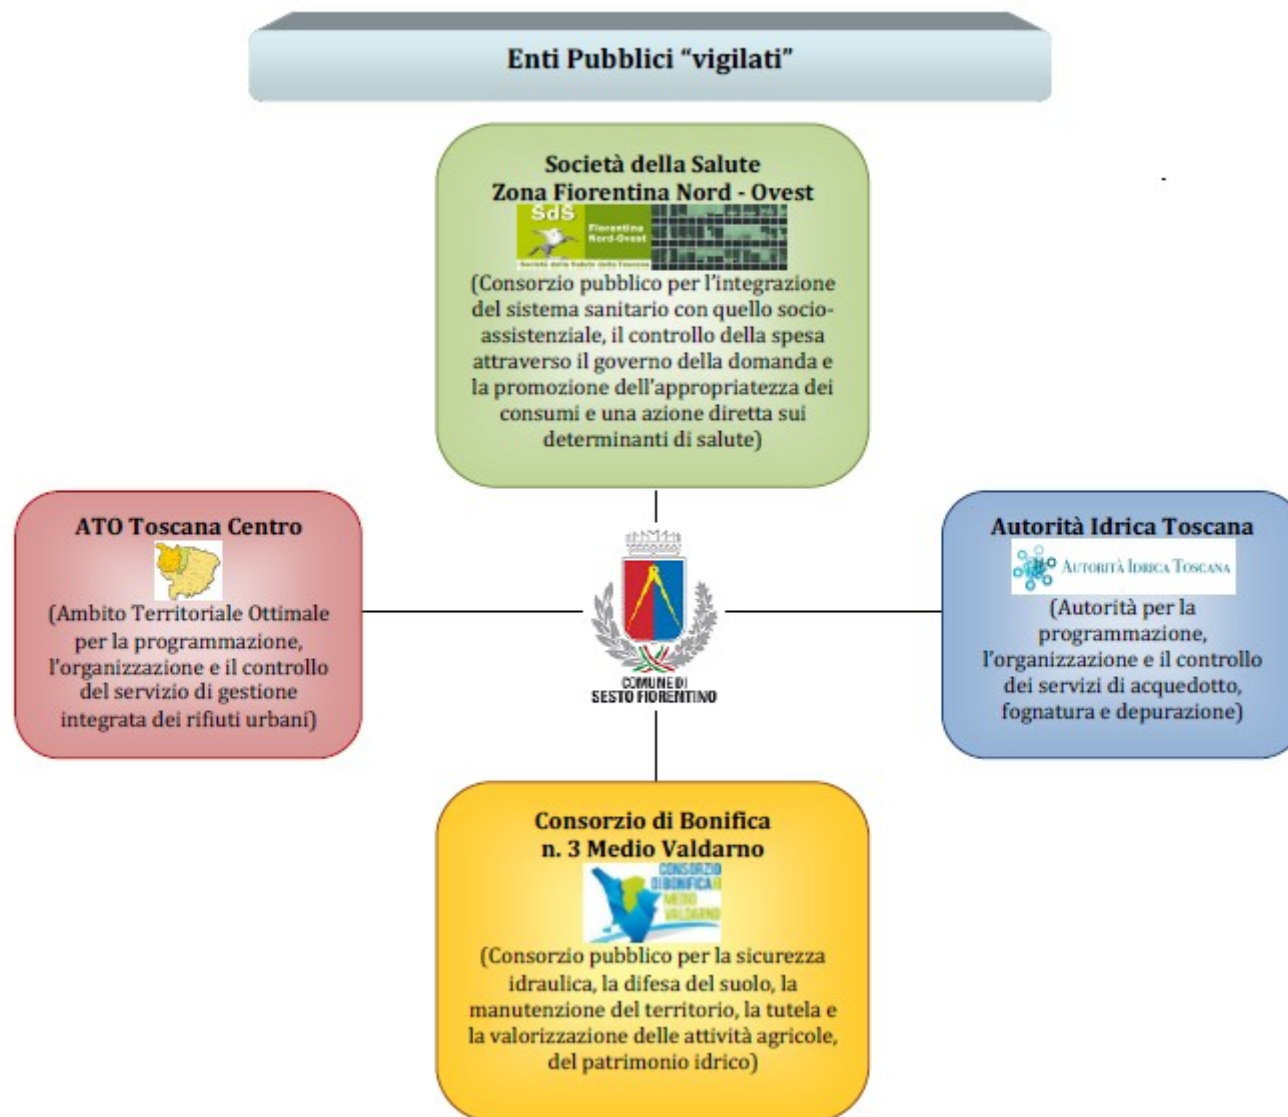 Enti Pubblici “vigilati”
Società della Salute
Zona Fiorentina Nord - Ovest
SdS
Fiorentina
Nord-Ovest
Società della Salute della Toscana
(Consorzio pubblico per l’integrazione
del sistema sanitario con quello socio-
assistenziale, il controllo della spesa
attraverso il governo della domanda e
la promozione dell’appropriatezza dei
consumi e una azione diretta sui
determinanti di salute)
ATO Toscana Centro
(Ambito Territoriale Ottimale
per la programmazione,
l’organizzazione e il controllo
del servizio di gestione
integrata dei rifiuti urbani)
COMUNE DI
SESTO FIORENTINO
Autorità Idrica Toscana
AUTORITÀ IDRICA TOSCANA
(Autorità per la
programmazione,
l’organizzazione e il controllo
dei servizi di acquedotto,
fognatura e depurazione)
Consorzio di Bonifica
n. 3 Medio Valdarno
CONSORZIO
DI BONIFICA 3
MEDIO
VALDARNO
(Consorzio pubblico per la sicurezza
idraulica, la difesa del suolo, la
manutenzione del territorio, la tutela e
la valorizzazione delle attività agricole,
del patrimonio idrico)